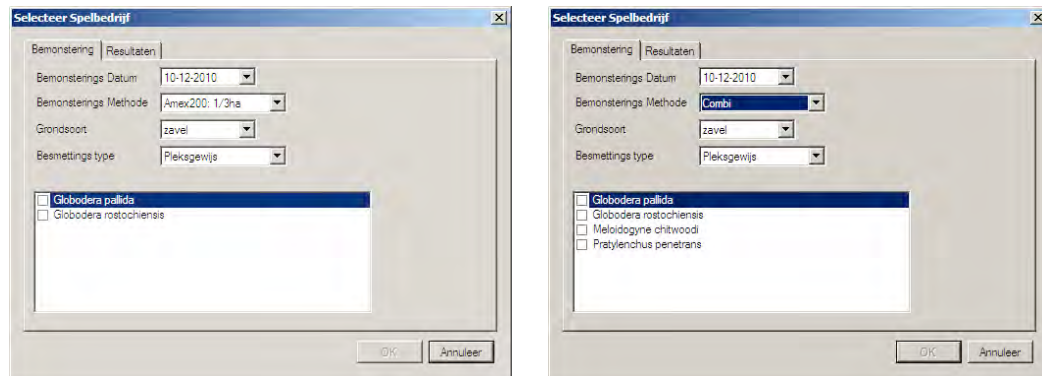 Selecteer Spelbedrijf
Bemonstering Resultaten
Bemonsterings Datum 10-12-2010
Bemonsterings Methode Amex200: 1/3ha
Grondsoort zavel
Besmettings type Pleksgewijs
Globodera pallida
Globodera rostochiensis
OK Annuleer
Selecteer Spelbedrijf
Bemonstering Resultaten
Bemonsterings Datum 10-12-2010
Bemonsterings Methode Combi
Grondsoort zavel
Besmettings type Pleksgewijs
Globodera pallida
Globodera rostochiensis
Meloidogyne chitwoodi
Pratylenchus penetrans
OK Annuleer